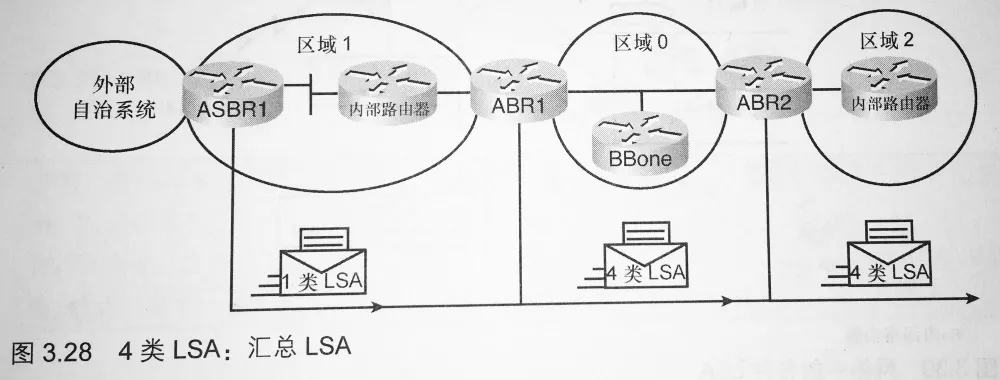 区域 1
区域 0
区域 2
外部
自治系统
ASBR1
内部路由器
ABR1
BBone
ABR2
内部路由器
1 类 LSA
4 类 LSA
4 类 LSA
图 3.28 4 类 LSA：汇总 LSA